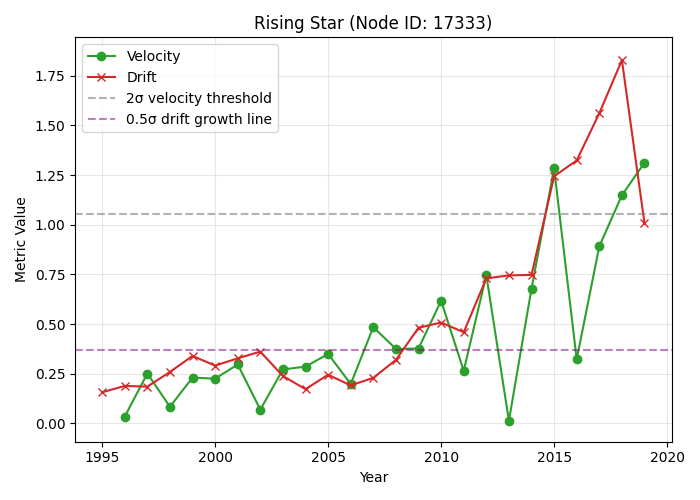 Rising Star (Node ID: 17333)
Velocity
Drift
2σ velocity threshold
0.5σ drift growth line
Metric Value
1.75
1.50
1.25
1.00
0.75
0.50
0.25
0.00
1995 2000 2005 2010 2015 2020
Year